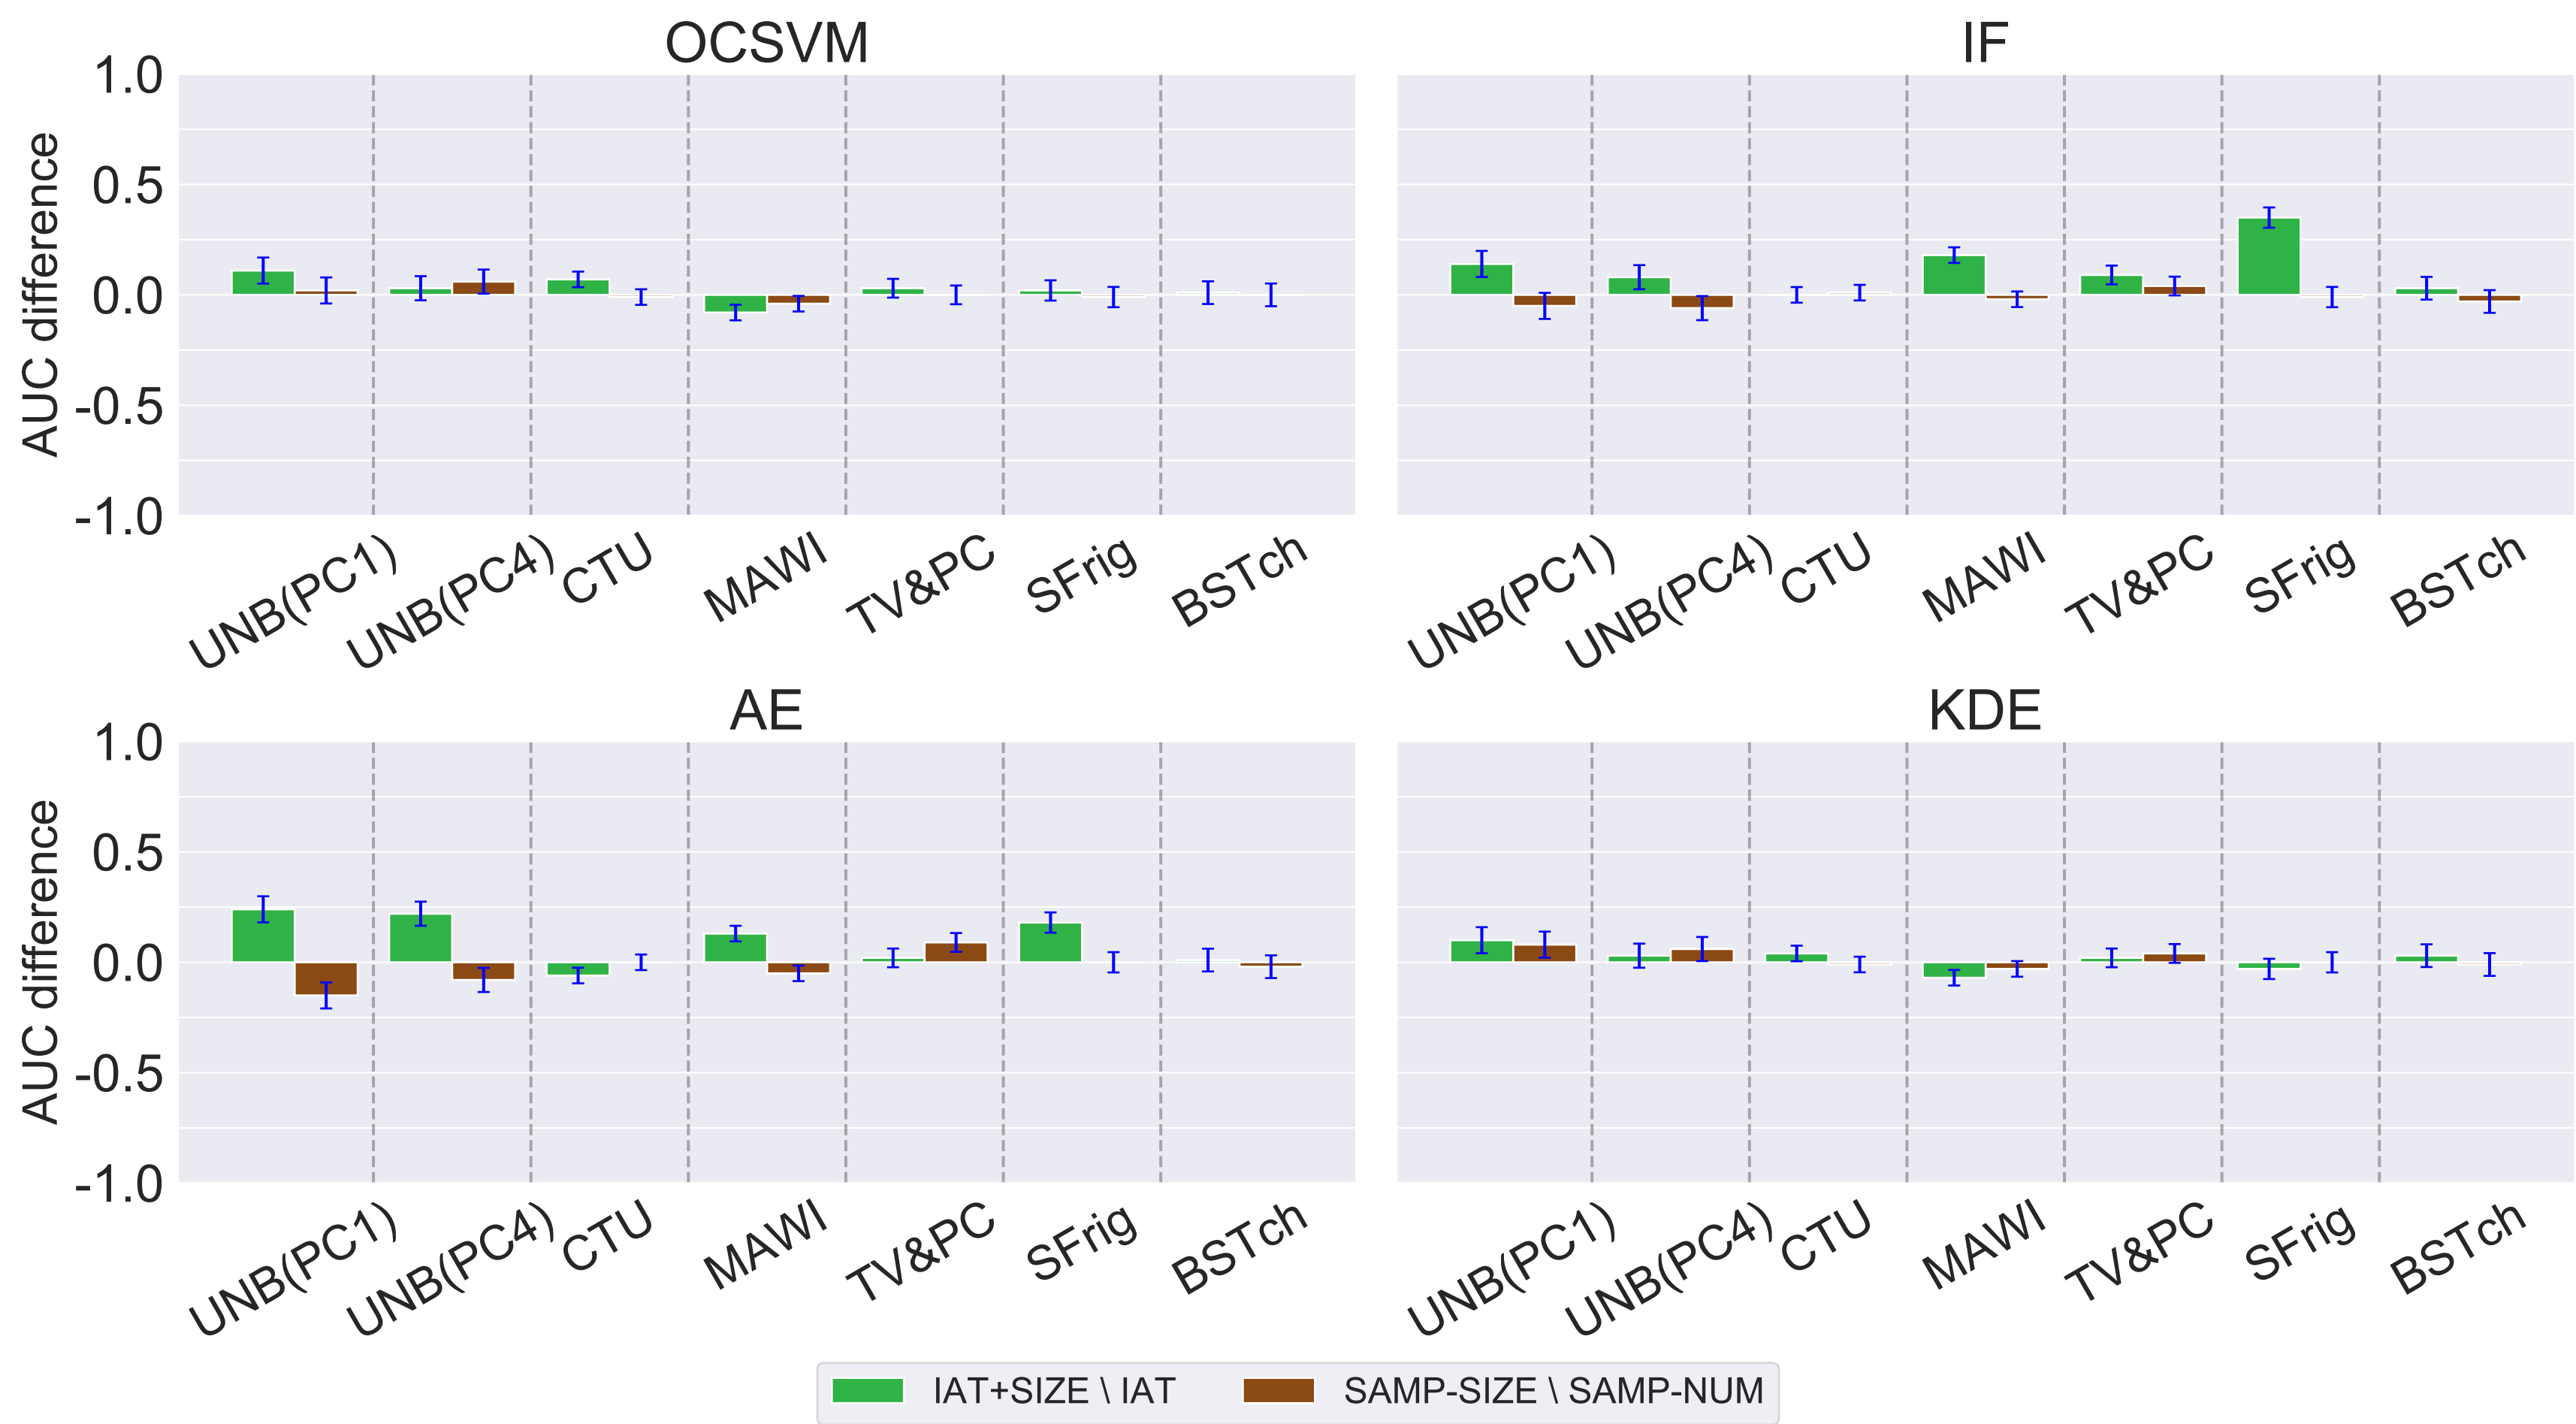 OCSVM
IF
1.0
0.5
0.0
-0.5
-1.0
AUC difference
UNB(PC1)
UNB(PC4)
CTU
MAWI
TV&PC
SFrig
BSTch
UNB(PC1)
UNB(PC4)
CTU
MAWI
TV&PC
SFrig
BSTch
AE
KDE
1.0
0.5
0.0
-0.5
-1.0
AUC difference
UNB(PC1)
UNB(PC4)
CTU
MAWI
TV&PC
SFrig
BSTch
UNB(PC1)
UNB(PC4)
CTU
MAWI
TV&PC
SFrig
BSTch
IAT+SIZE \ IAT
SAMP-SIZE \ SAMP-NUM